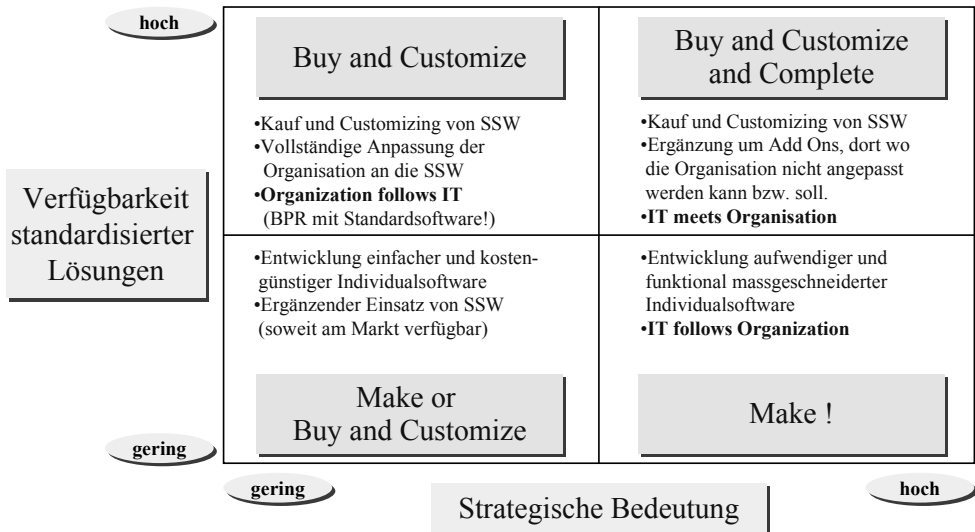 hoch
Buy and Customize
•Kauf und Customizing von SSW
•Vollständige Anpassung der
Organisation an die SSW
•Organization follows IT
(BPR mit Standardsoftware!)
Buy and Customize
and Complete
•Kauf und Customizing von SSW
•Ergänzung um Add Ons, dort wo
die Organisation nicht angepasst
werden kann bzw. soll.
•IT meets Organisation
Verfügbarkeit
standardisierter
Lösungen
•Entwicklung einfacher und kosten-
günstiger Individualsoftware
•Ergänzender Einsatz von SSW
(soweit am Markt verfügbar)
Make or
Buy and Customize
•Entwicklung aufwendiger und
funktional massgeschneiderter
Individualsoftware
•IT follows Organization
Make !
gering
gering
Strategische Bedeutung
hoch